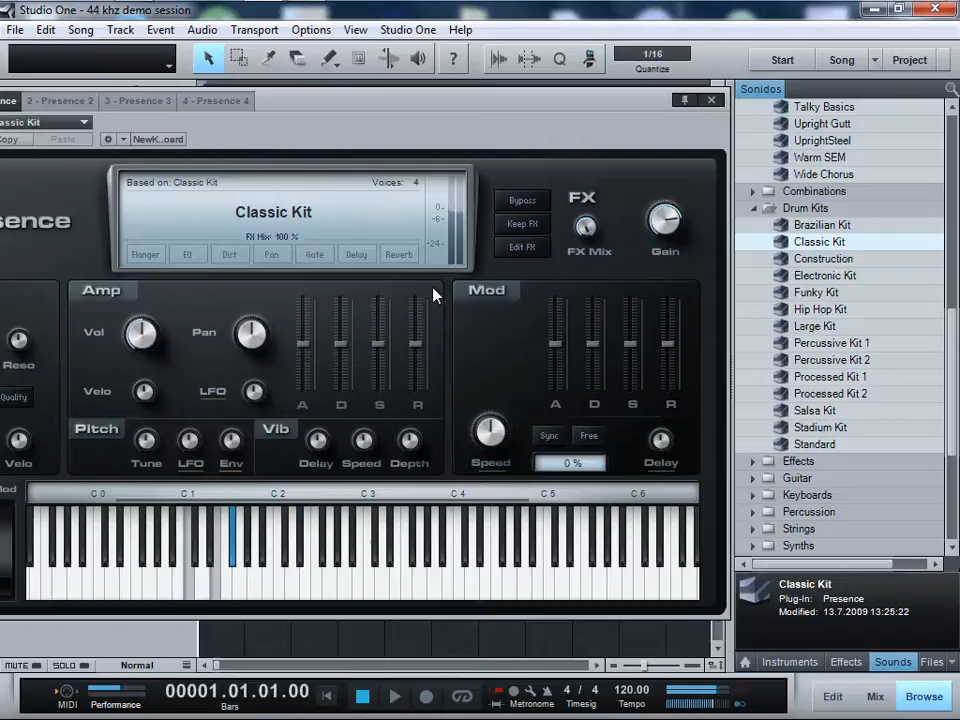 Studio One - 44 khz demo session
File Edit Song Track Event Audio Transport Options View Studio One Help
1/16
Quantize
Start Song Project
2 - Presence 2 3 - Presence 3 4 - Presence 4
assic Kit
opy Paste NewK..oard
Based on: Classic Kit Voices: 4
Classic Kit
FX Mix: 100 %
Flanger EQ Dist Pan Gate Delay Reverb
0-
-6-
-24-
Bypass
Keep FX
Edit FX
FX
FX Mix
Gain
sence
Amp
Vol Pan
Velo LFO
A D S R
Mod
A D S R
Reso
Quality
Velo
Pitch
Tune LFO Env
Vib
Delay Speed Depth
Speed
Sync Free
0 %
Delay
C 0 C 1 C 2 C 3 C 4 C 5 C 6
Sonidos
Talky Basics
Upright Gutt
UprightSteel
Warm SEM
Wide Chorus
Combinations
Drum Kits
Brazilian Kit
Classic Kit
Construction
Electronic Kit
Funky Kit
Hip Hop Kit
Large Kit
Percussive Kit 1
Percussive Kit 2
Processed Kit 1
Processed Kit 2
Salsa Kit
Stadium Kit
Standard
Effects
Guitar
Keyboards
Percussion
Strings
Synths
Classic Kit
Plug-In: Presence
Modified: 13.7.2009 13:25:22
Instruments Effects Sounds Files
MUTE SOLO Normal
MIDI Performance
00001.01.01.00
Bars
Metronome
4 / 4
Timesig
120.00
Tempo
Edit Mix Browse